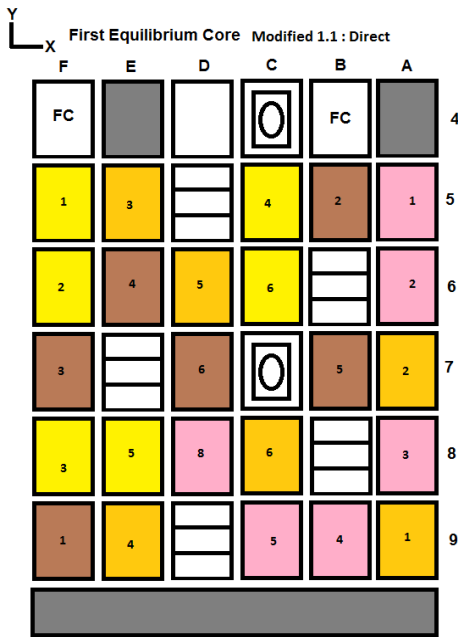 Y
X
First Equilibrium Core Modified 1.1 : Direct
F E D C B A
FC FC 4
1 3 4 2 1 5
2 4 5 6 2 6
3 6 5 2 7
3 5 8 6 3 8
1 4 5 4 1 9